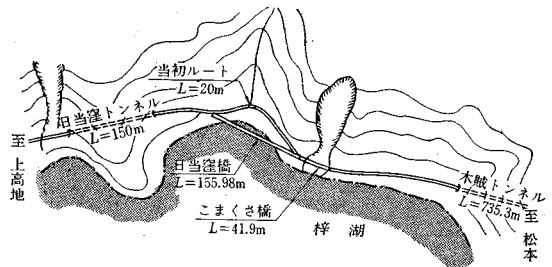 当初ルート
L=20m
日当窪トンネル
L=150m
至
上
高
地
日当窪橋
L=155.98m
こまくさ橋
L=41.9m
梓湖
木賊トンネル
L=735.3m
至
松
本